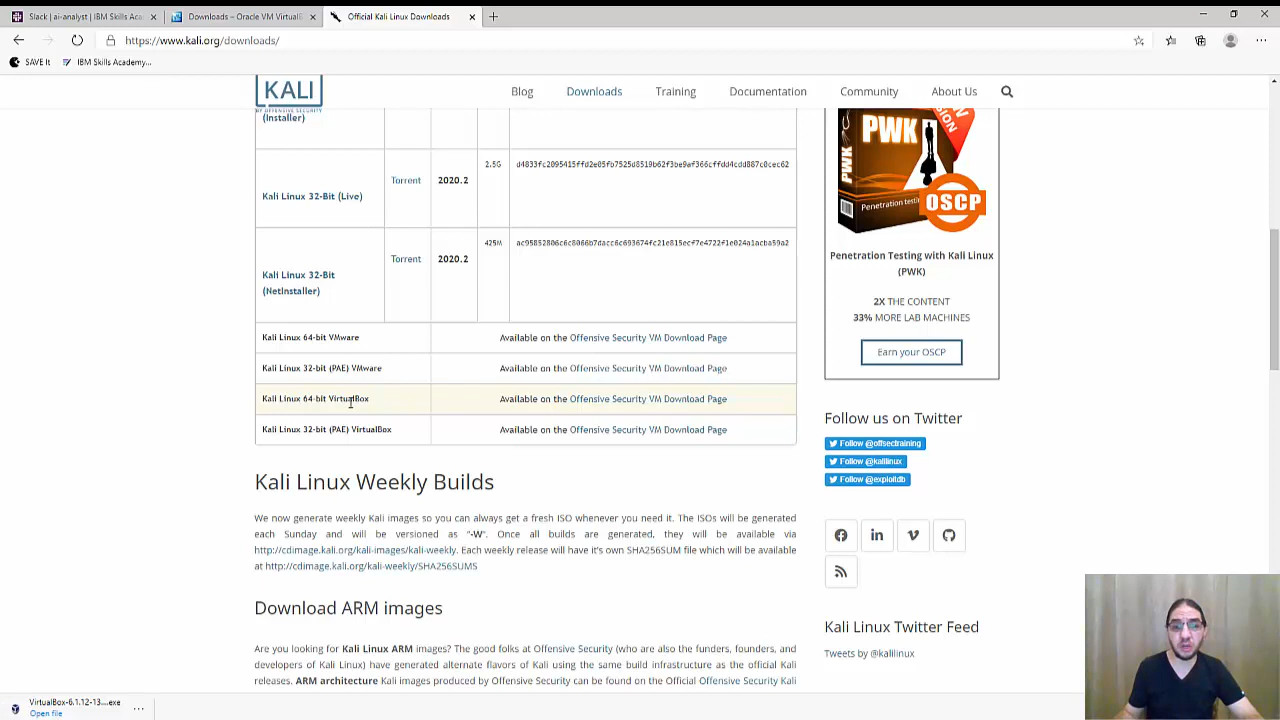 Slack | ai-analyst | IBM Skills Aca
Downloads – Oracle VM VirtualB
Official Kali Linux Downloads
https://www.kali.org/downloads/
SAVE It
IBM Skills Academy...
KALI
BY OFFENSIVE SECURITY
Blog
Downloads
Training
Documentation
Community
About Us
(Installer)
Kali Linux 32-Bit (Live)
Torrent
2020.2
2.5G
Kali Linux 32-Bit
(NetInstaller)
Torrent
2020.2
425M
Kali Linux 64-bit VMware
Available on the Offensive Security VM Download Page
Kali Linux 32-bit (PAE) VMware
Available on the Offensive Security VM Download Page
Kali Linux 64-bit VirtualBox
Available on the Offensive Security VM Download Page
Kali Linux 32-bit (PAE) VirtualBox
Available on the Offensive Security VM Download Page
Kali Linux Weekly Builds
We now generate weekly Kali images so you can always get a fresh ISO whenever you need it. The ISOs will be generated
each Sunday and will be versioned as "-W". Once all builds are generated, they will be available via
http://cdimage.kali.org/kali-images/kali-weekly. Each weekly release will have it's own SHA256SUM file which will be available
at http://cdimage.kali.org/kali-weekly/SHA256SUMS
Download ARM images
Are you looking for Kali Linux ARM images? The good folks at Offensive Security (who are also the funders, founders, and
developers of Kali Linux) have generated alternate flavors of Kali using the same build infrastructure as the official Kali
releases. ARM architecture Kali images produced by Offensive Security can be found on the Official Offensive Security Kali
PWK
PWK
OSCP
Penetration Testing with Kali Linux
(PWK)
2X THE CONTENT
33% MORE LAB MACHINES
Earn your OSCP
Follow us on Twitter
Follow @offsectraining
Follow @kalilinux
Follow @exploitdb
Kali Linux Twitter Feed
Tweets by @kalilinux
VirtualBox-6.1.12-13....exe
Open file